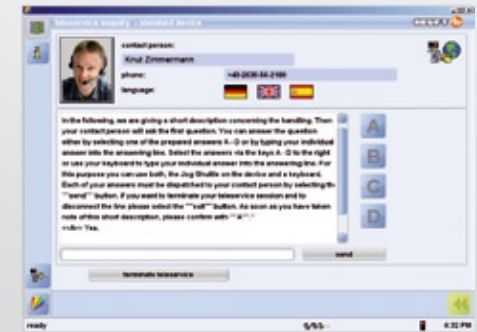 Teleservice enquiry - standard device
contact person:
Knut Zimmermann
phone:
language:
In the following, we are giving a short description concerning the handling. Then
your contact person will ask the first question. You can answer the question
either by selecting one of the prepared answers A - D or by typing your individual
answer into the answering line. Select the answers via the keys A - D to the right
or use your keyboard to type your individual answer into the answering line. For
this purpose you can use both, the Jog Shuttle on the device and a keyboard.
Each of your answers must be dispatched to your contact person by selecting th
""send"" button. If you want to terminate your teleservice session and to
disconnect the line please select the ""exit"" button. As soon as you have taken
note of this short description, please confirm with ""A"".
<<A>> Yes.
A
B
C
D
send
terminate teleservice
ready
4:32 PM